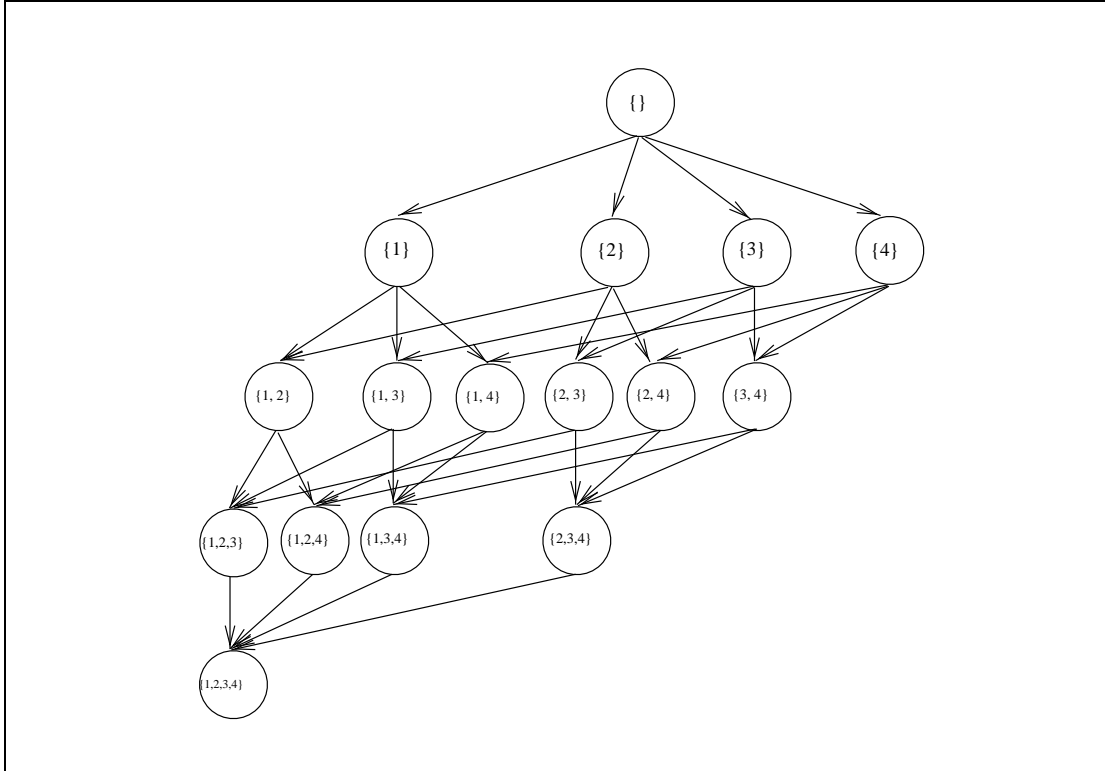 {}
{1} {2} {3} {4}
{1, 2} {1, 3} {1, 4} {2, 3} {2, 4} {3, 4}
{1,2,3} {1,2,4} {1,3,4} {2,3,4}
{1,2,3,4}